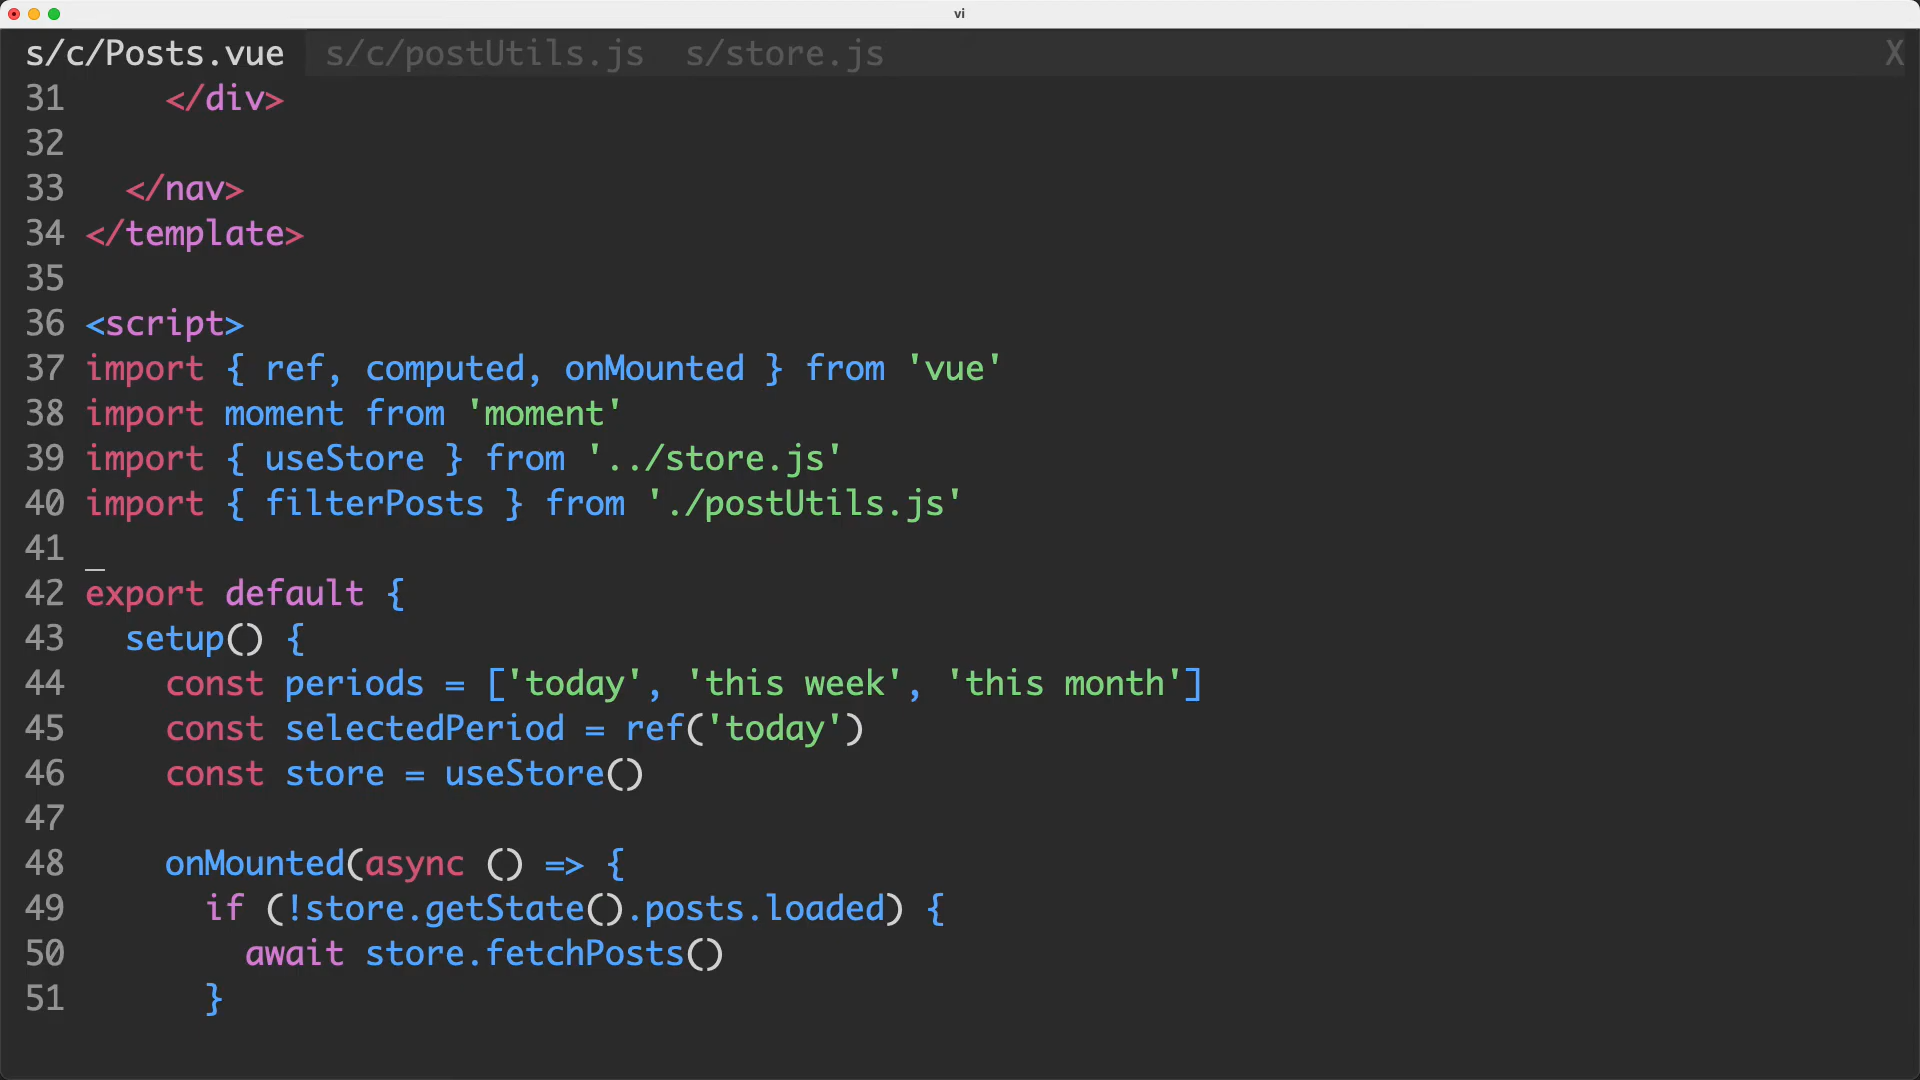 vi
s/c/Posts.vue s/c/postUtils.js s/store.js X
31 </div>
32
33 </nav>
34 </template>
35
36 <script>
37 import { ref, computed, onMounted } from 'vue'
38 import moment from 'moment'
39 import { useStore } from '../store.js'
40 import { filterPosts } from './postUtils.js'
41
42 export default {
43 setup() {
44 const periods = ['today', 'this week', 'this month']
45 const selectedPeriod = ref('today')
46 const store = useStore()
47
48 onMounted(async () => {
49 if (!store.getState().posts.loaded) {
50 await store.fetchPosts()
51 }